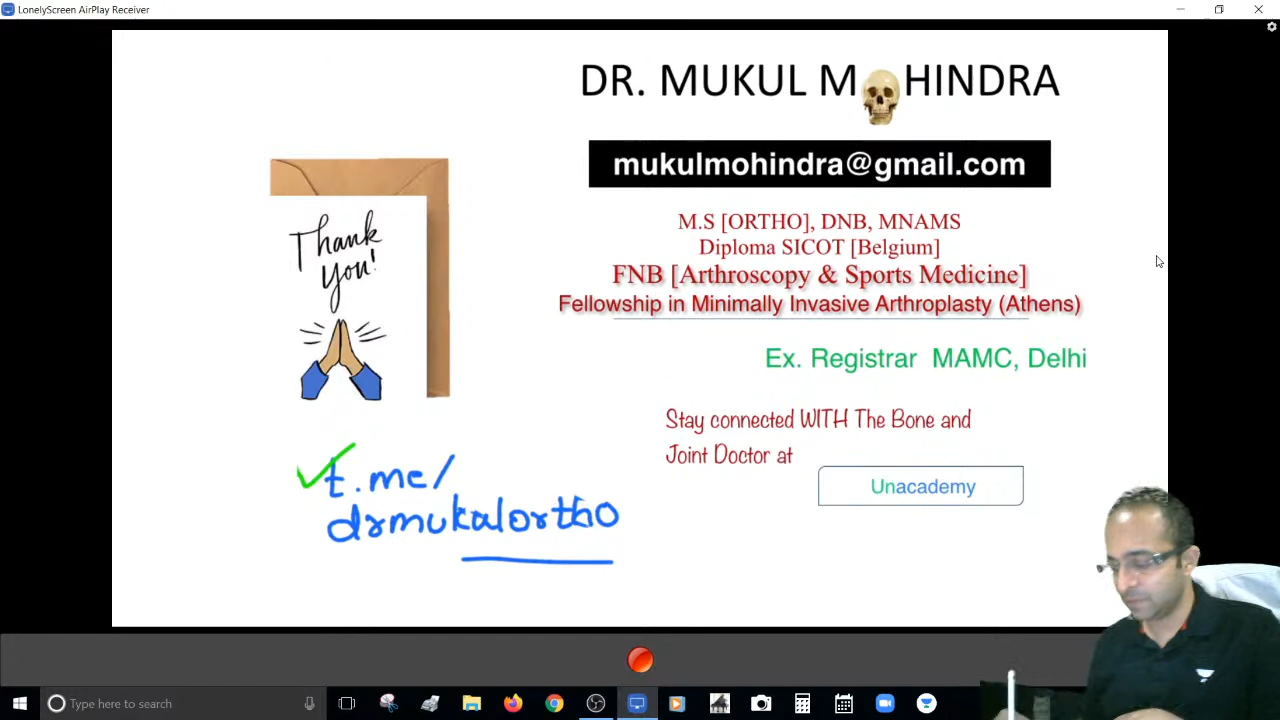 LonelyScreen AirPlay Receiver
DR. MUKUL MOHINDRA
mukulmohindra@gmail.com
M.S [ORTHO], DNB, MNAMS
Diploma SICOT [Belgium]
FNB [Arthroscopy & Sports Medicine]
Fellowship in Minimally Invasive Arthroplasty (Athens)
Ex. Registrar MAMC, Delhi
Thank
you!
Stay connected WITH The Bone and
Joint Doctor at
Unacademy
t.me/
drmukalortho
Type here to search